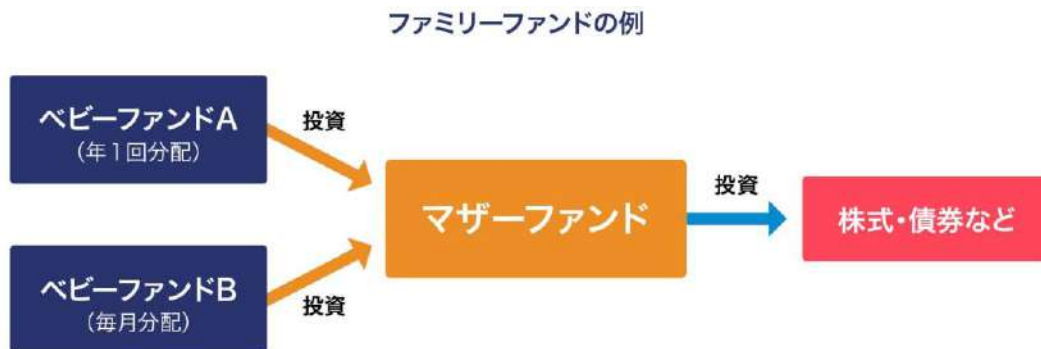 ファミリーファンドの例
ベビーファンドA
(年1回分配)
投資
マザーファンド
投資
株式・債券など
ベビーファンドB
(毎月分配)
投資